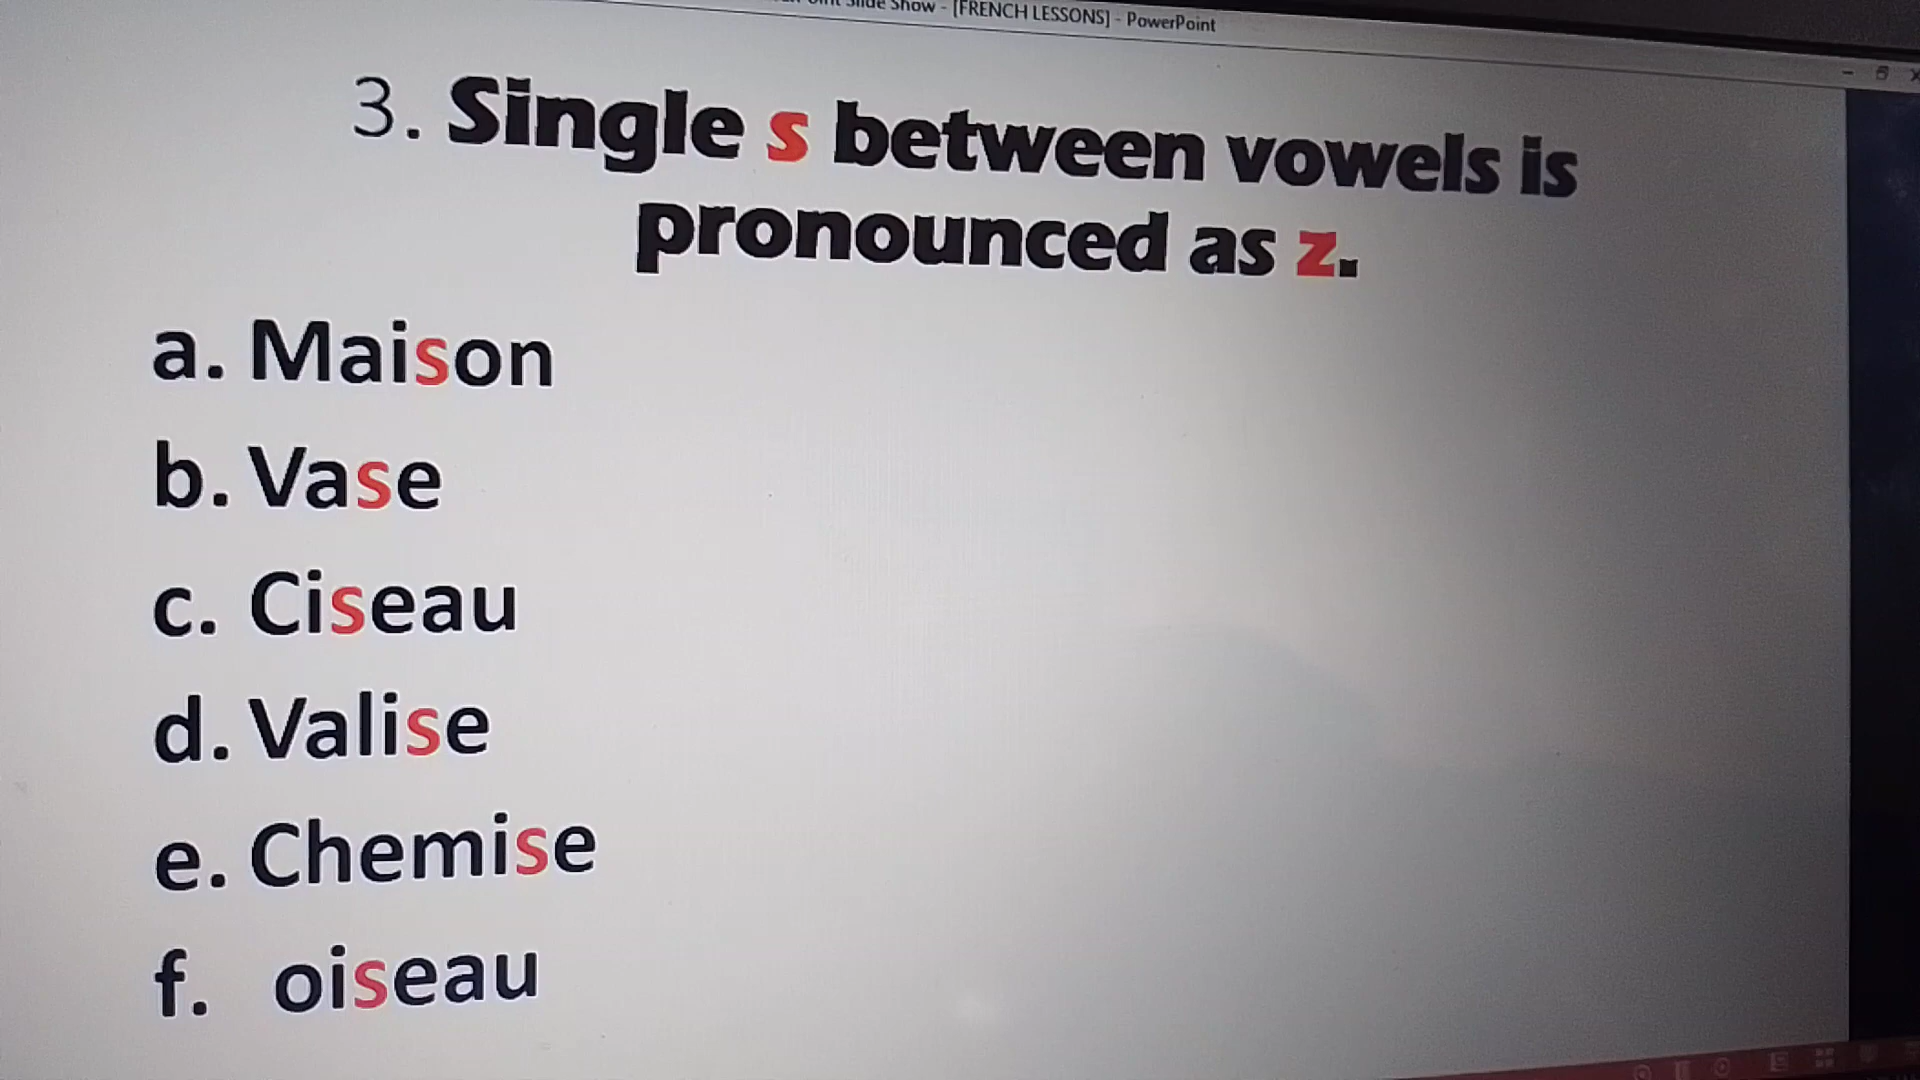 Slide Show - [FRENCH LESSONS] - PowerPoint
3. Single s between vowels is
pronounced as z.
a. Maison
b. Vase
c. Ciseau
d. Valise
e. Chemise
f. oiseau